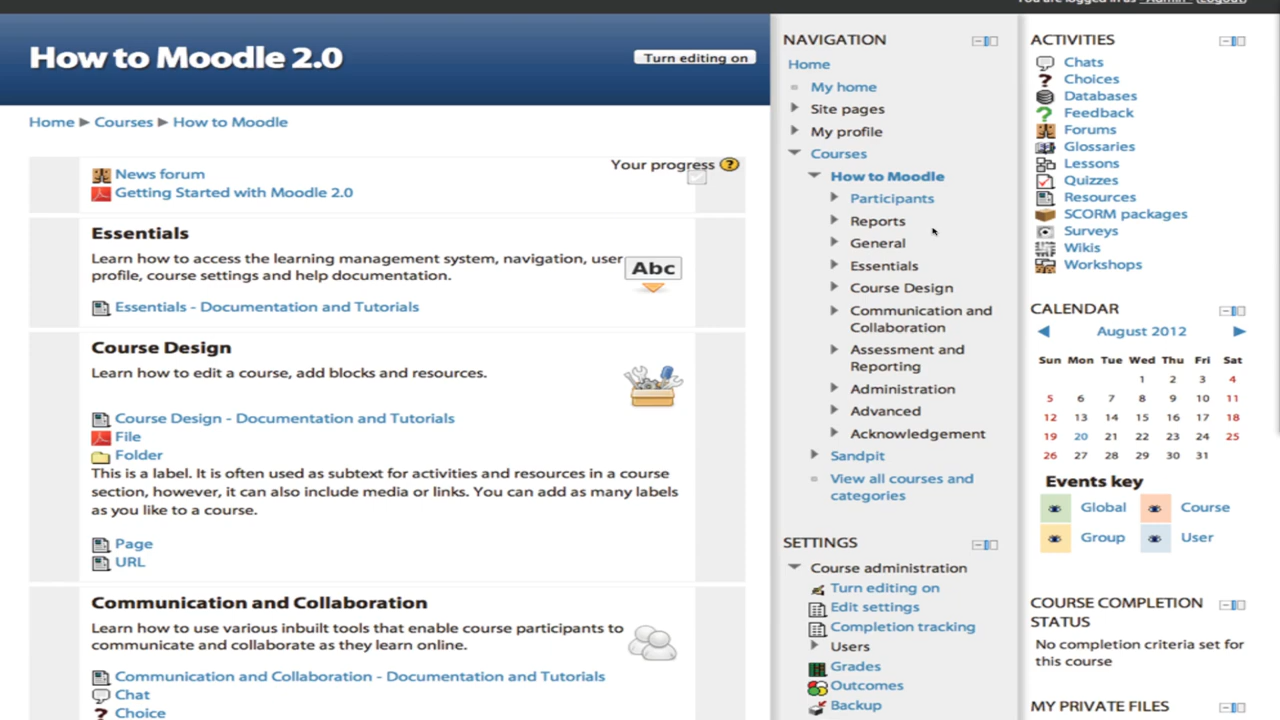 You are logged in as "Admin" (Logout)
How to Moodle 2.0
Turn editing on
Home ► Courses ► How to Moodle
Your progress
News forum
Getting Started with Moodle 2.0
Essentials
Learn how to access the learning management system, navigation, user
profile, course settings and help documentation.
Abc
Essentials - Documentation and Tutorials
Course Design
Learn how to edit a course, add blocks and resources.
Course Design - Documentation and Tutorials
File
Folder
This is a label. It is often used as subtext for activities and resources in a course
section, however, it can also include media or links. You can add as many labels
as you like to a course.
Page
URL
Communication and Collaboration
Learn how to use various inbuilt tools that enable course participants to
communicate and collaborate as they learn online.
Communication and Collaboration - Documentation and Tutorials
Chat
Choice
NAVIGATION
Home
My home
Site pages
My profile
Courses
How to Moodle
Participants
Reports
General
Essentials
Course Design
Communication and
Collaboration
Assessment and
Reporting
Administration
Advanced
Acknowledgement
Sandpit
View all courses and
categories
SETTINGS
Course administration
Turn editing on
Edit settings
Completion tracking
Users
Grades
Outcomes
Backup
ACTIVITIES
Chats
Choices
Databases
Feedback
Forums
Glossaries
Lessons
Quizzes
Resources
SCORM packages
Surveys
Wikis
Workshops
CALENDAR
◄ August 2012 ►
Sun Mon Tue Wed Thu Fri Sat
1 2 3 4
5 6 7 8 9 10 11
12 13 14 15 16 17 18
19 20 21 22 23 24 25
26 27 28 29 30 31
Events key
Global Course
Group User
COURSE COMPLETION
STATUS
No completion criteria set for
this course
MY PRIVATE FILES